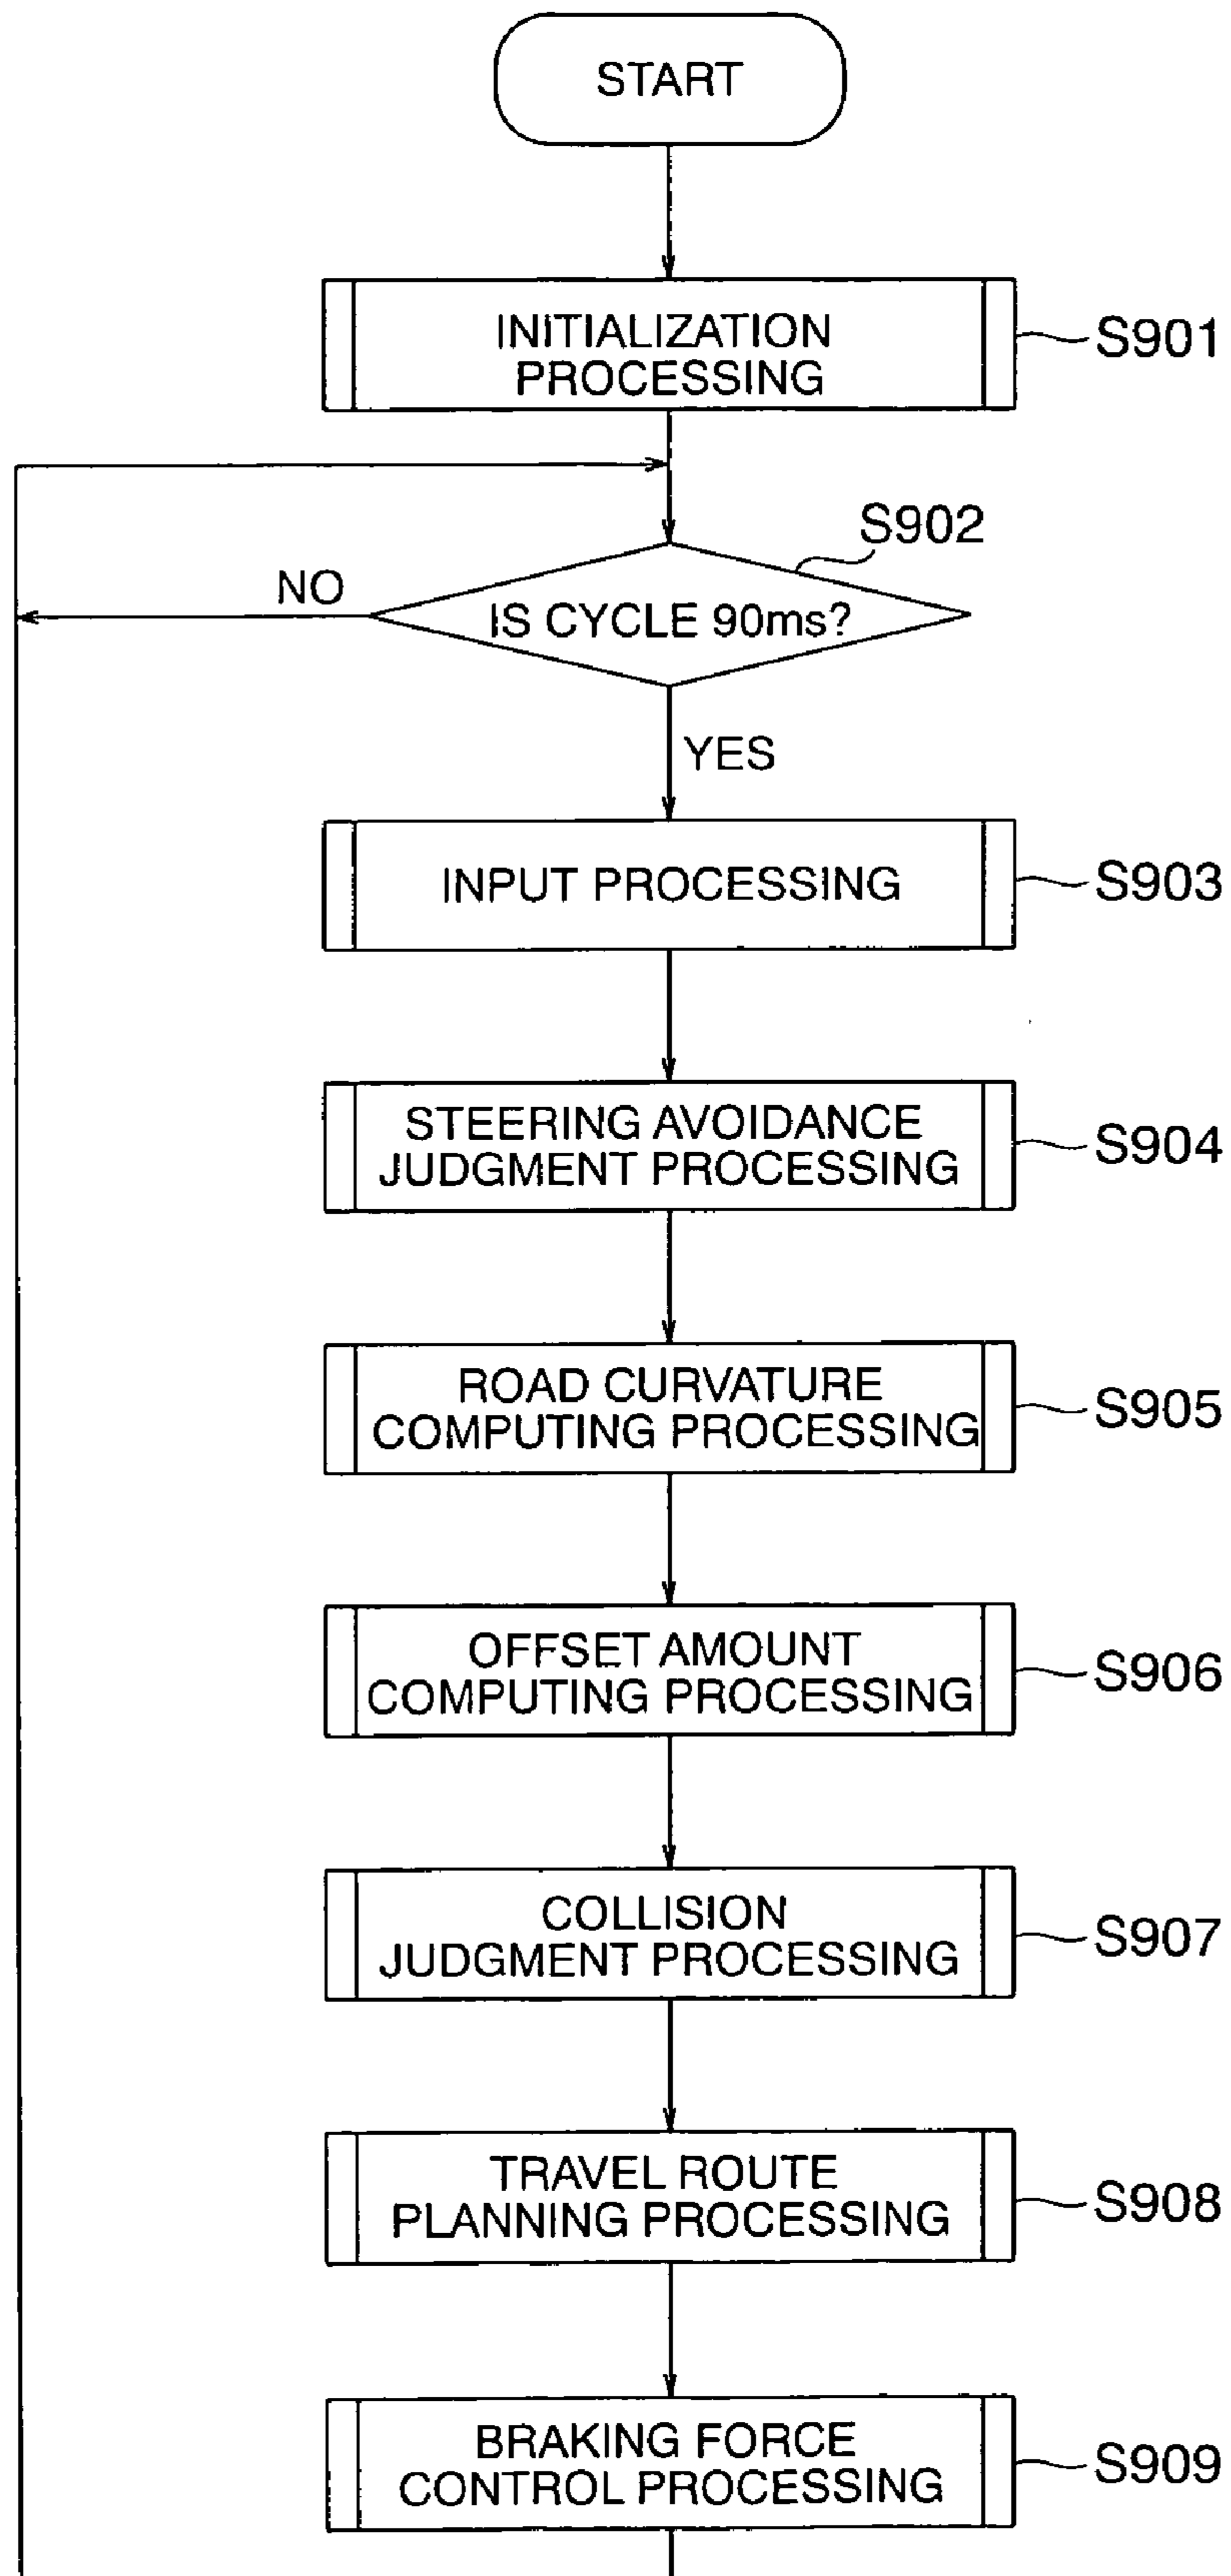 START
INITIALIZATION
PROCESSING
S901
S902
NO
IS CYCLE 90ms?
YES
INPUT PROCESSING
S903
STEERING AVOIDANCE
JUDGMENT PROCESSING
S904
ROAD CURVATURE
COMPUTING PROCESSING
S905
OFFSET AMOUNT
COMPUTING PROCESSING
S906
COLLISION
JUDGMENT PROCESSING
S907
TRAVEL ROUTE
PLANNING PROCESSING
S908
BRAKING FORCE
CONTROL PROCESSING
S909